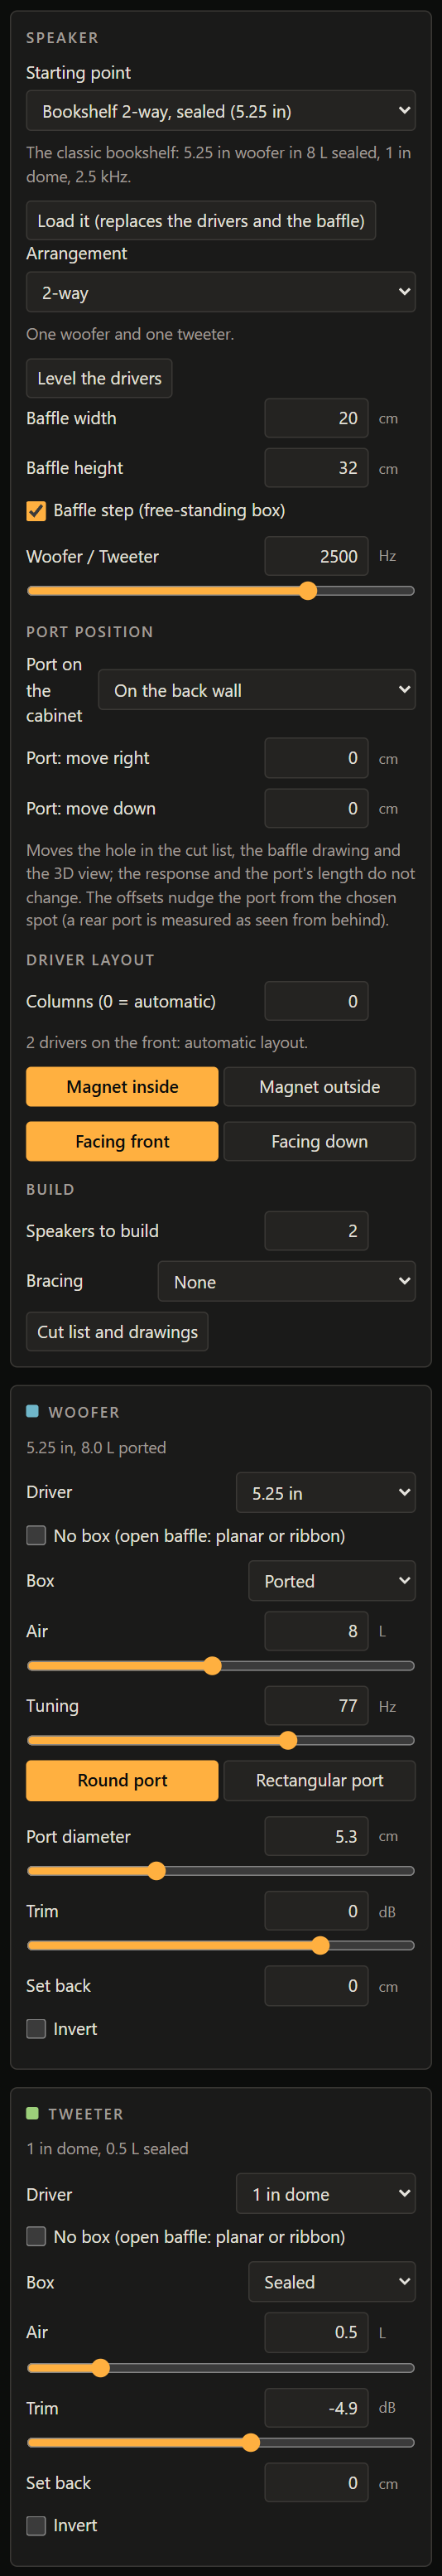 SPEAKER
Starting point
Bookshelf 2-way, sealed (5.25 in)
The classic bookshelf: 5.25 in woofer in 8 L sealed, 1 in
dome, 2.5 kHz.
Load it (replaces the drivers and the baffle)
Arrangement
2-way
One woofer and one tweeter.
Level the drivers
Baffle width 20 cm
Baffle height 32 cm
Baffle step (free-standing box)
Woofer / Tweeter 2500 Hz
PORT POSITION
Port on
the
cabinet
On the back wall
Port: move right 0 cm
Port: move down 0 cm
Moves the hole in the cut list, the baffle drawing and
the 3D view; the response and the port's length do not
change. The offsets nudge the port from the chosen
spot (a rear port is measured as seen from behind).
DRIVER LAYOUT
Columns (0 = automatic) 0
2 drivers on the front: automatic layout.
Magnet inside Magnet outside
Facing front Facing down
BUILD
Speakers to build 2
Bracing None
Cut list and drawings
WOOFER
5.25 in, 8.0 L ported
Driver 5.25 in
No box (open baffle: planar or ribbon)
Box Ported
Air 8 L
Tuning 77 Hz
Round port Rectangular port
Port diameter 5.3 cm
Trim 0 dB
Set back 0 cm
Invert
TWEETER
1 in dome, 0.5 L sealed
Driver 1 in dome
No box (open baffle: planar or ribbon)
Box Sealed
Air 0.5 L
Trim -4.9 dB
Set back 0 cm
Invert